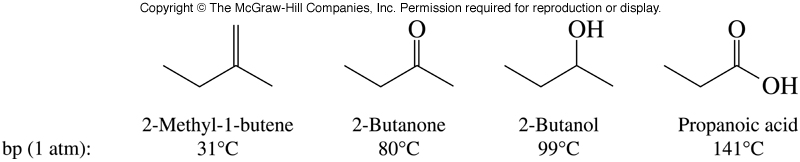 Copyright © The McGraw-Hill Companies, Inc. Permission required for reproduction or display.
O OH O
OH
2-Methyl-1-butene 2-Butanone 2-Butanol Propanoic acid
bp (1 atm): 31°C 80°C 99°C 141°C